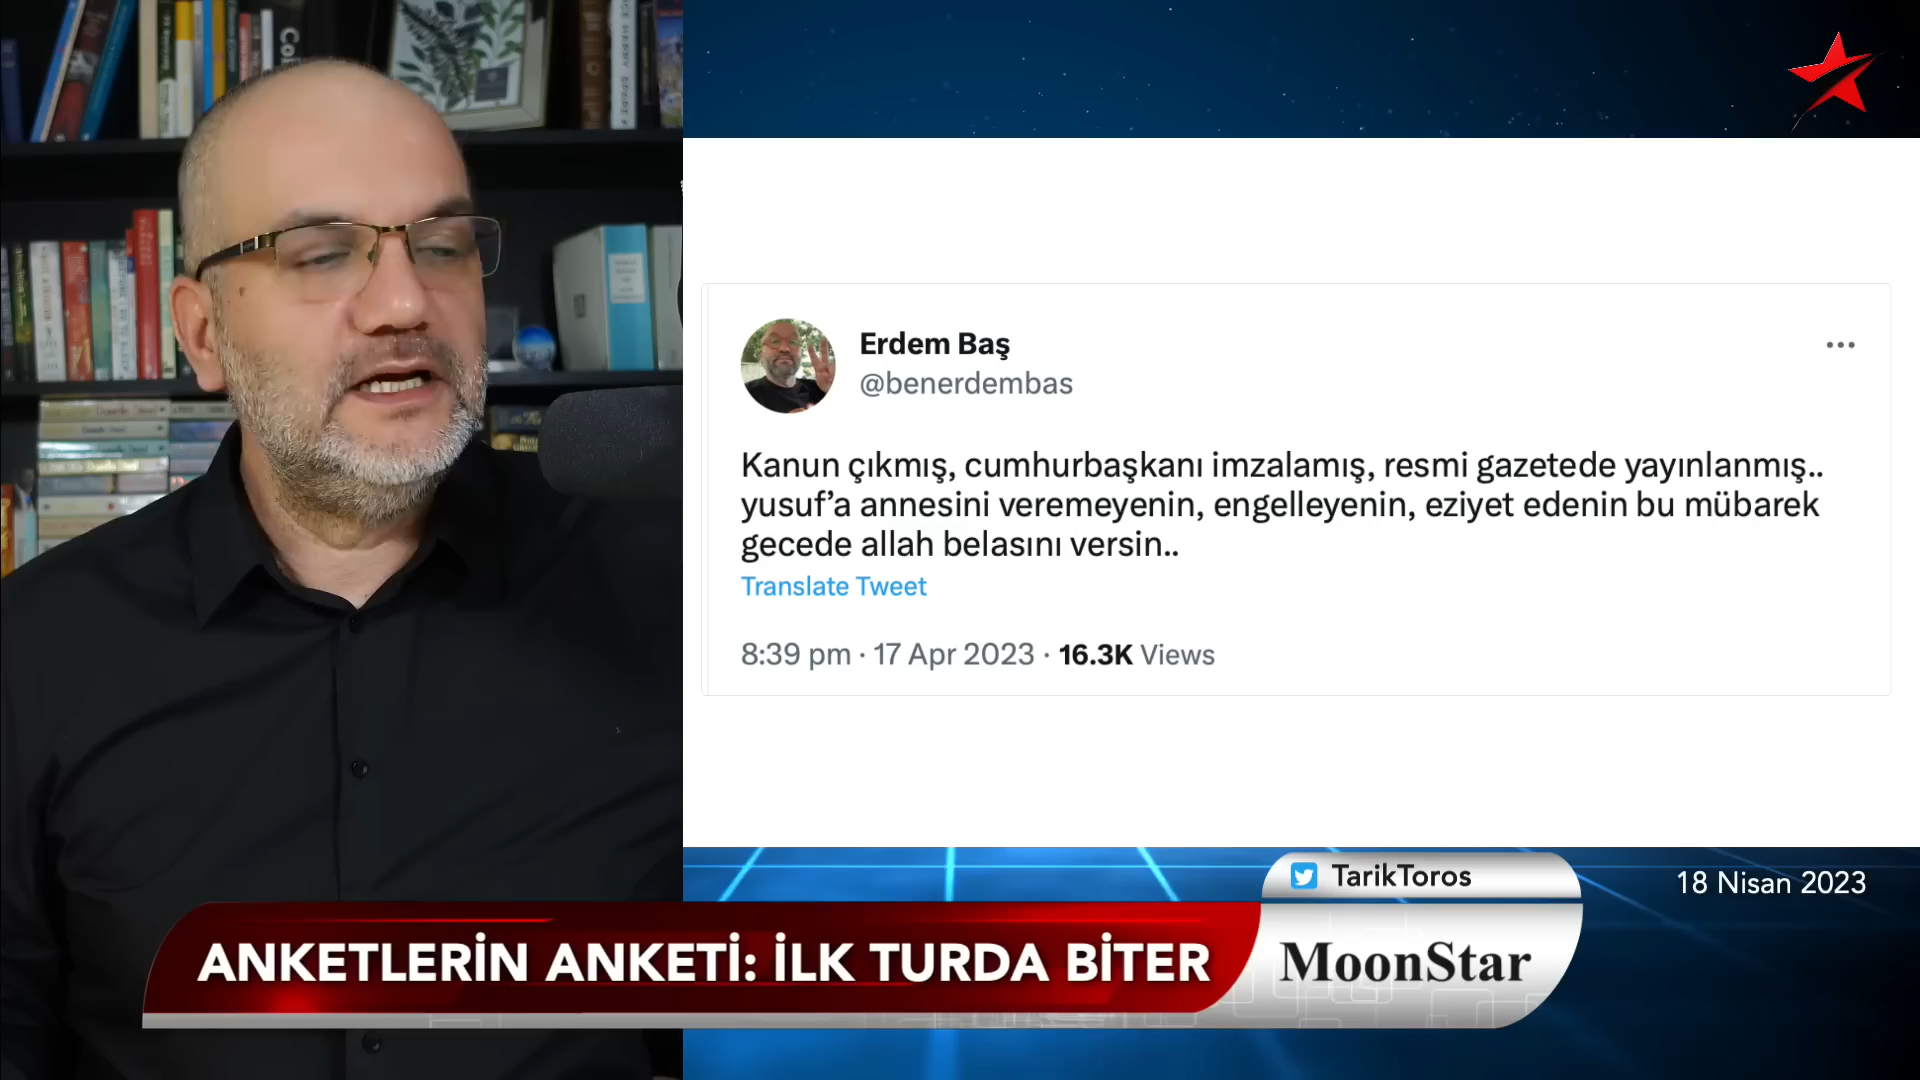 Erdem Baş
@benerdembas
Kanun çıkmış, cumhurbaşkanı imzalamış, resmi gazetede yayınlanmış..
yusuf’a annesini veremeyenin, engelleyenin, eziyet edenin bu mübarek
gecede allah belasını versin..
Translate Tweet
8:39 pm · 17 Apr 2023 · 16.3K Views
TarikToros
18 Nisan 2023
ANKETLERİN ANKETİ: İLK TURDA BİTER
MoonStar